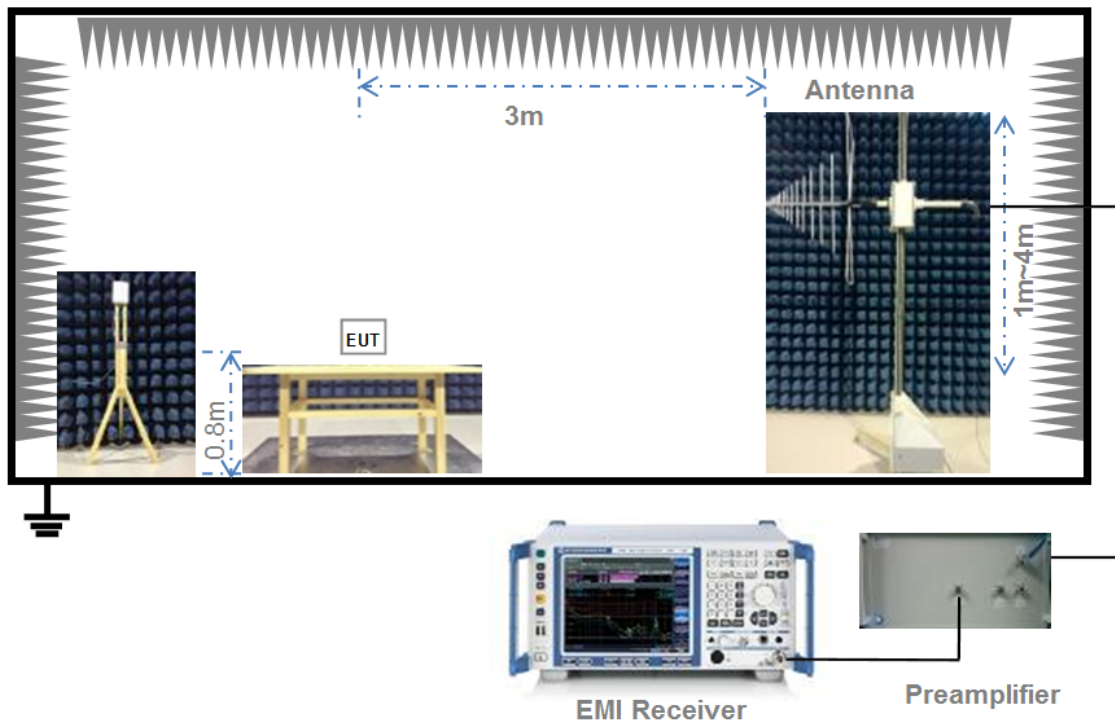 Antenna
3m
1m~4m
EUT
0.8m
Preamplifier
EMI Receiver